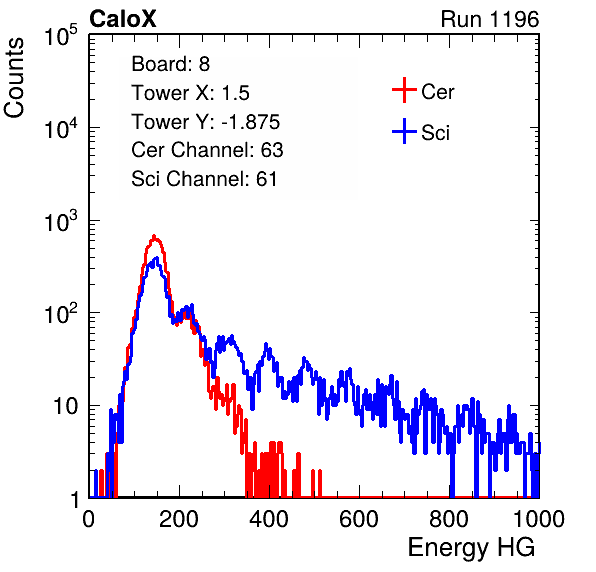 CaloX Run 1196
Counts
Board: 8
Tower X: 1.5
Tower Y: -1.875
Cer Channel: 63
Sci Channel: 61
Cer
Sci
10^5
10^4
10^3
10^2
10
1
0 200 400 600 800 1000
Energy HG